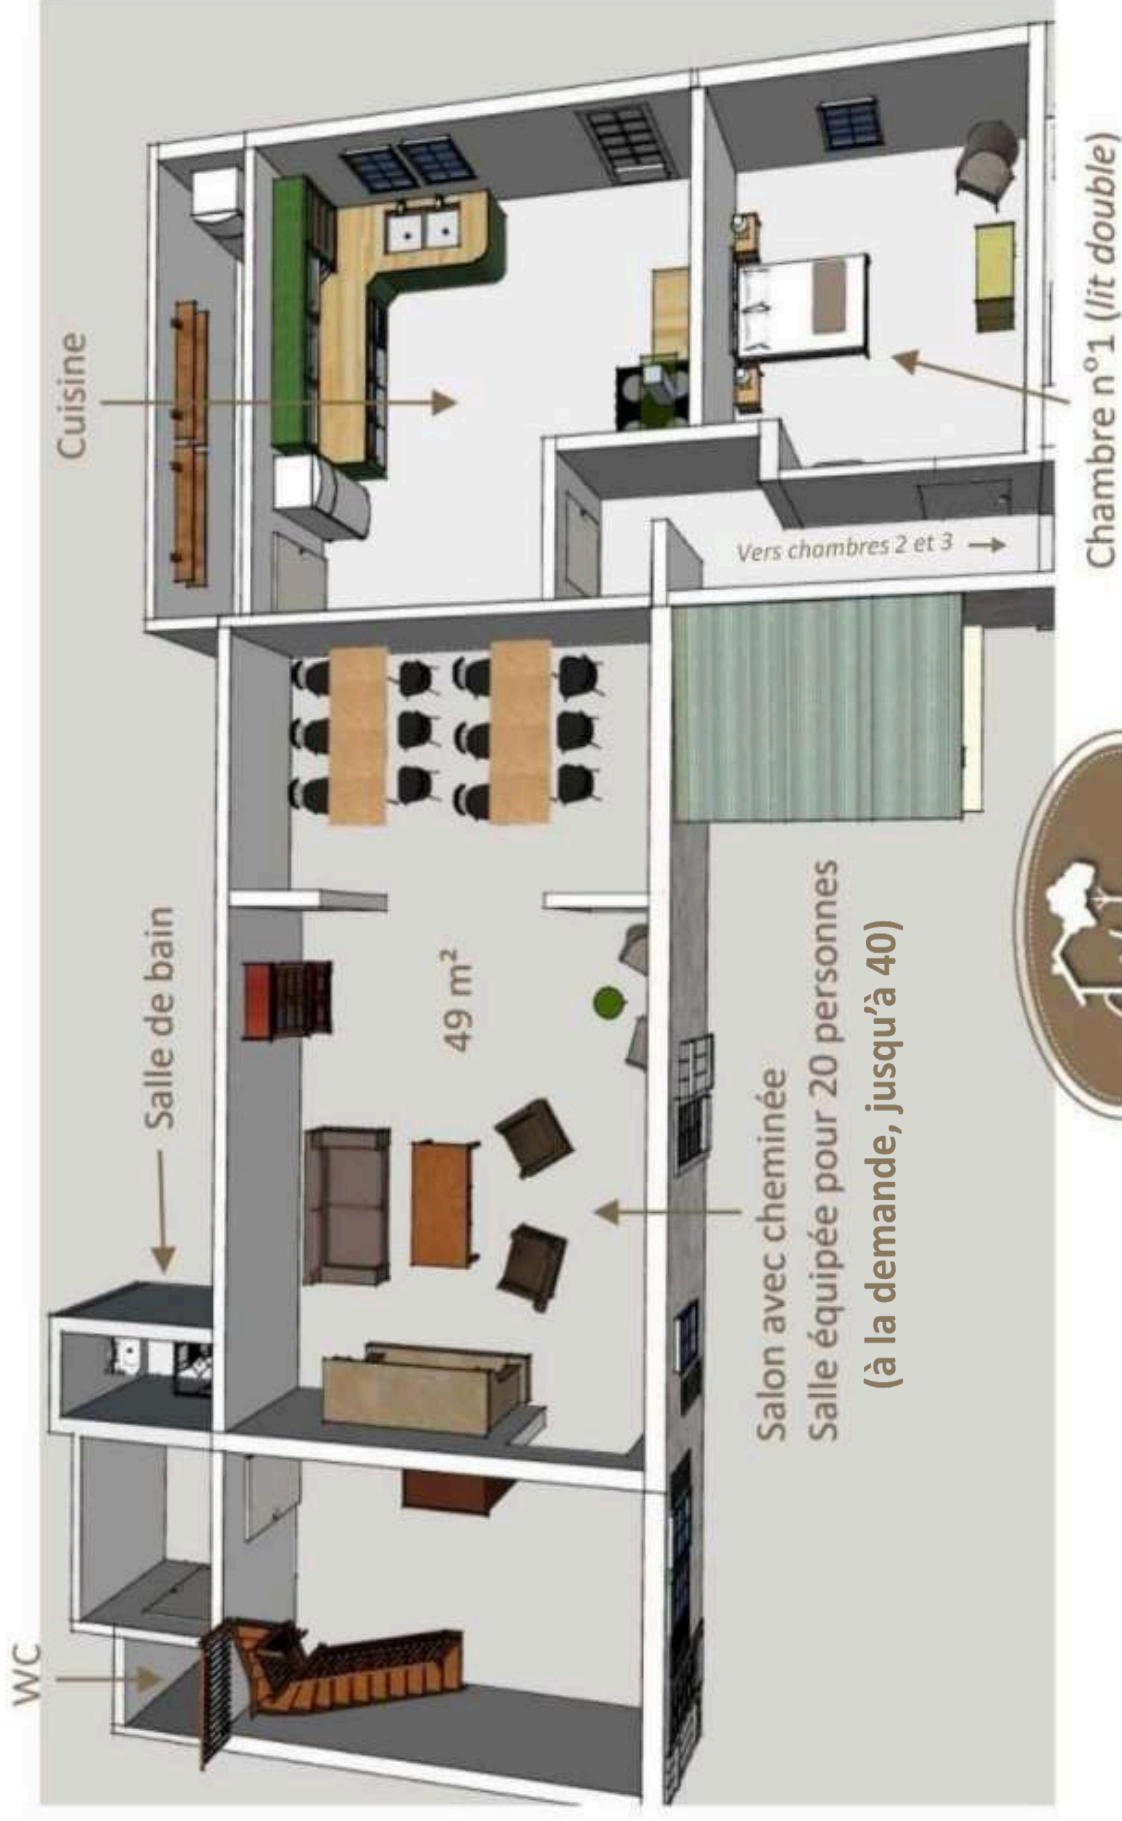 WC
Salle de bain
Cuisine
49 m²
Vers chambres 2 et 3
Salon avec cheminée
Salle équipée pour 20 personnes
(à la demande, jusqu'à 40)
Chambre n°1 (lit double)